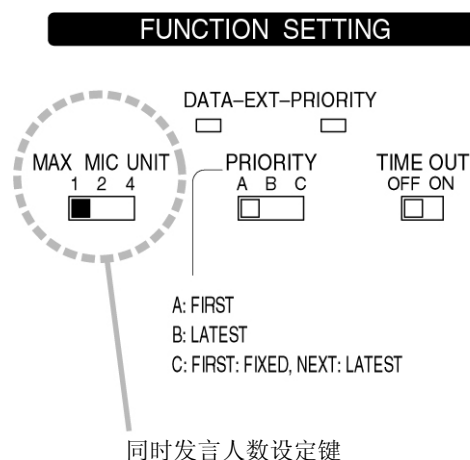 FUNCTION SETTING
DATA–EXT–PRIORITY
MAX MIC UNIT
1 2 4
PRIORITY
A B C
TIME OUT
OFF ON
A: FIRST
B: LATEST
C: FIRST: FIXED, NEXT: LATEST
同时发言人数设定键